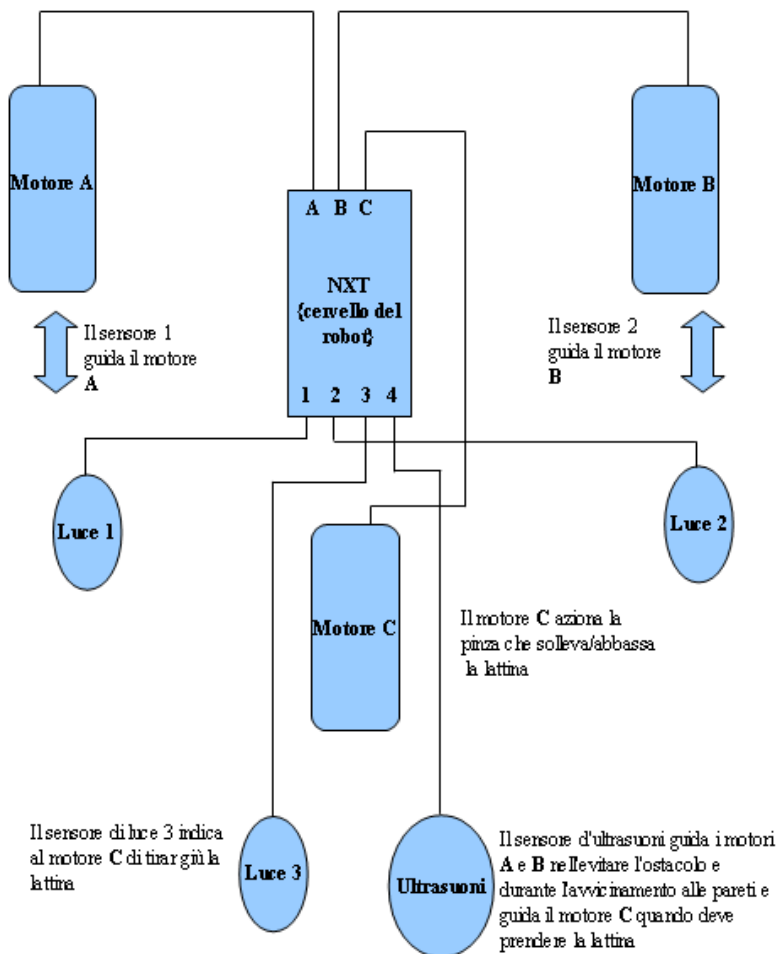 Motore A
Motore B
A B C
NXT
{cervello del
robot}
1 2 3 4
Il sensore 1
guida il motore
A
Il sensore 2
guida il motore
B
Luce 1
Luce 2
Motore C
Il motore C aziona la
pinza che solleva/abbassa
la lattina
Il sensore di luce 3 indica
al motore C di tirar giù la
lattina
Luce 3
Ultrasuoni
Il sensore d'ultrasuoni guida i motori
A e B nell'evitare l'ostacolo e
durante l'avvicinamento alle pareti e
guida il motore C quando deve
prendere la lattina